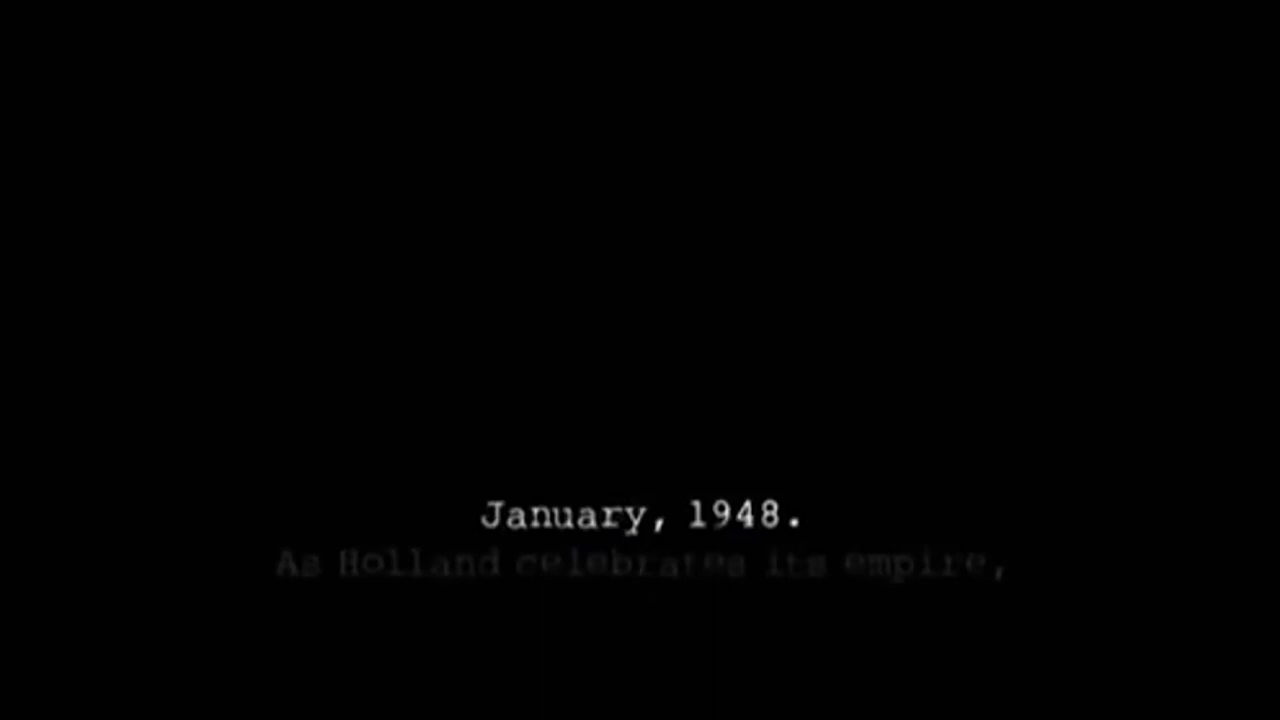 January, 1948.
As Holland celebrates its empire,